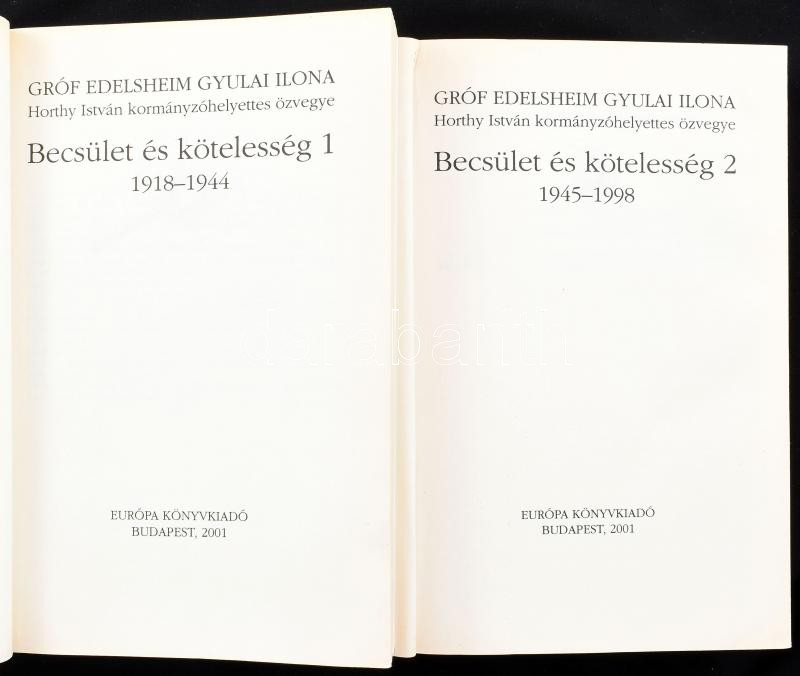 GRÓF EDELSHEIM GYULAI ILONA
Horthy István kormányzóhelyettes özvegye
Becsület és kötelesség 1
1918–1944
EURÓPA KÖNYVKIADÓ
BUDAPEST, 2001
GRÓF EDELSHEIM GYULAI ILONA
Horthy István kormányzóhelyettes özvegye
Becsület és kötelesség 2
1945–1998
EURÓPA KÖNYVKIADÓ
BUDAPEST, 2001